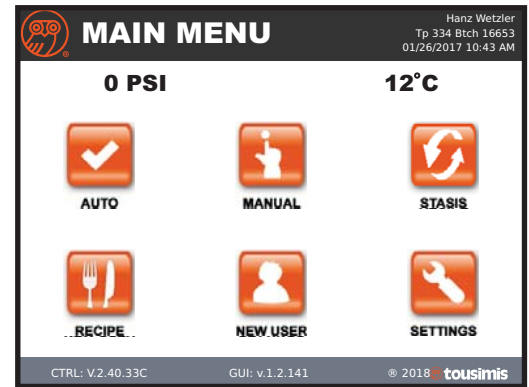 MAIN MENU
Hanz Wetzler
Tp 334 Btch 16653
01/26/2017 10:43 AM
0 PSI
12°C
AUTO
MANUAL
STASIS
RECIPE
NEW USER
SETTINGS
CTRL: V.2.40.33C
GUI: v.1.2.141
® 2018 tousimis